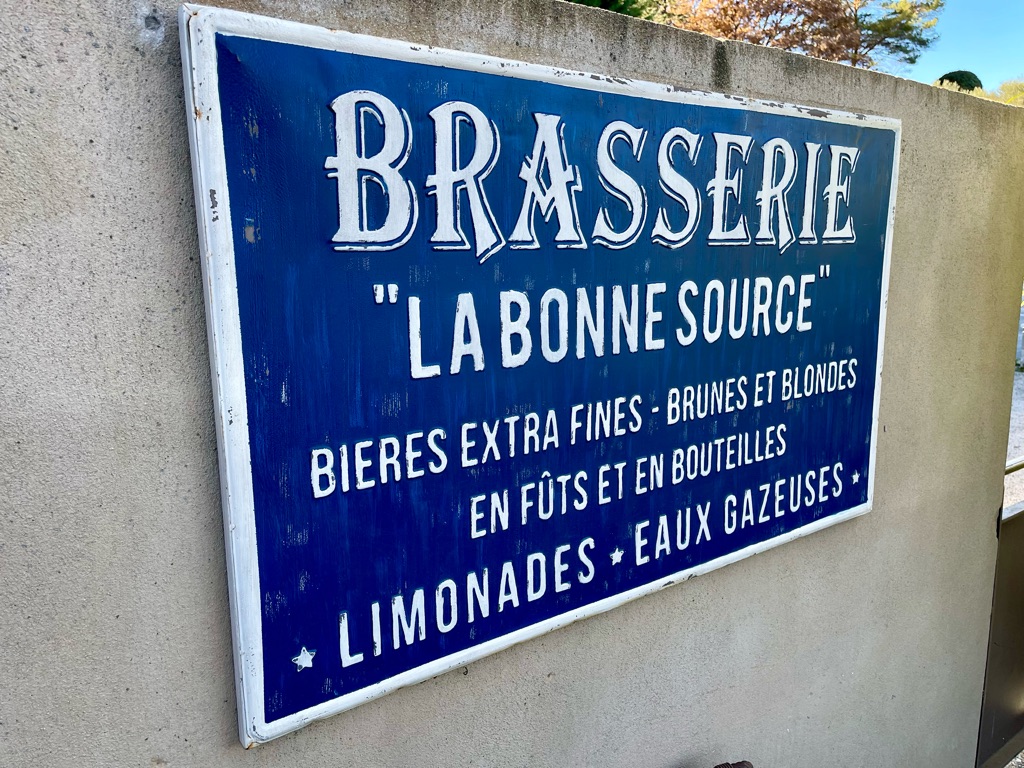 BRASSERIE
"LA BONNE SOURCE"
BIERES EXTRA FINES - BRUNES ET BLONDES
EN FÛTS ET EN BOUTEILLES
★ LIMONADES ★ EAUX GAZEUSES ★